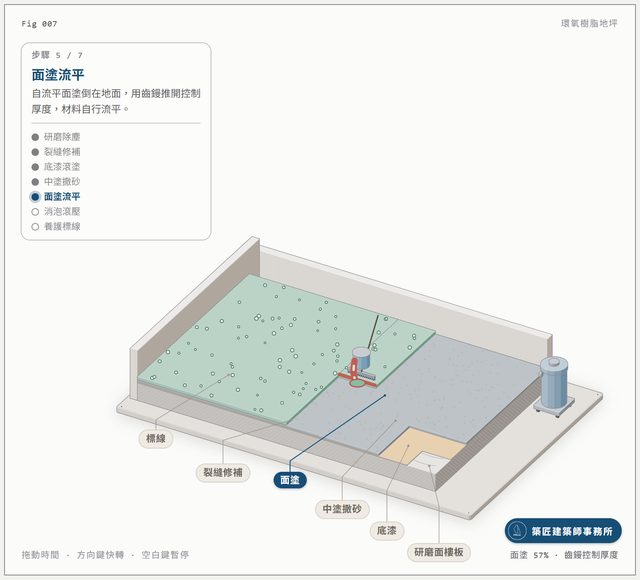 Fig 007
環氧樹脂地坪
步驟 5 / 7
面塗流平
自流平面塗倒在地面，用齒鏝推開控制
厚度，材料自行流平。
研磨除塵
裂縫修補
底漆滾塗
中塗撒砂
面塗流平
消泡滾壓
養護標線
標線
裂縫修補
面塗
中塗撒砂
底漆
研磨面樓板
築匠建築師事務所
拖動時間 · 方向鍵快轉 · 空白鍵暫停
面塗 57% · 齒鏝控制厚度